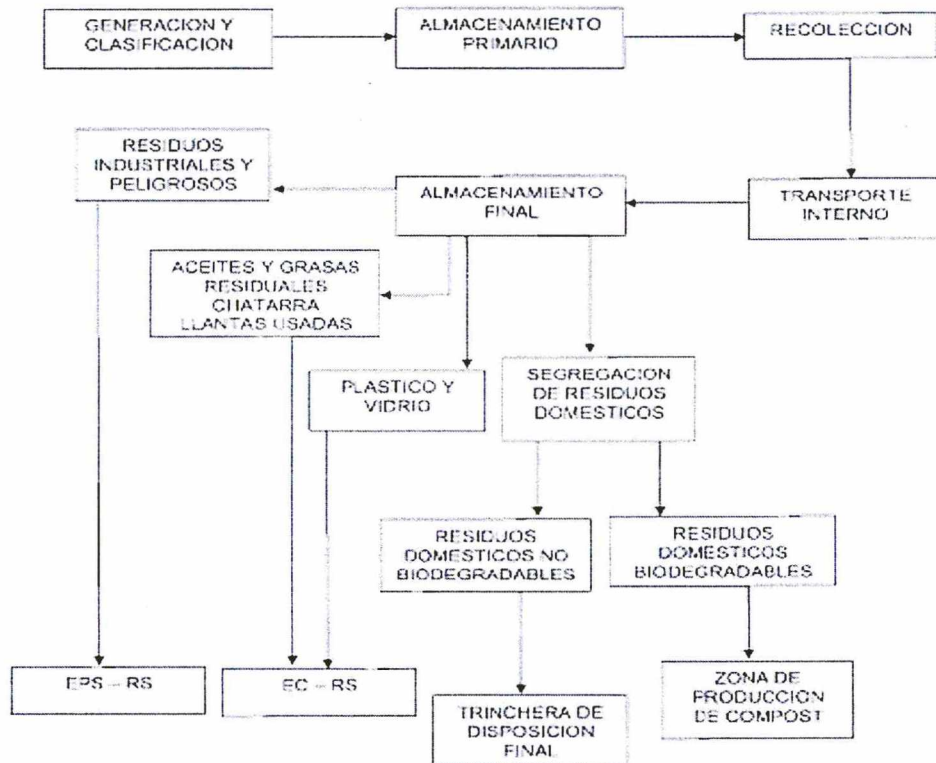 GENERACION Y
CLASIFICACION
ALMACENAMIENTO
PRIMARIO
RECOLECCION
RESIDUOS
INDUSTRIALES Y
PELIGROSOS
ALMACENAMIENTO
FINAL
TRANSPORTE
INTERNO
ACEITES Y GRASAS
RESIDUALES
CHATARRA
LLANTAS USADAS
PLASTICO Y
VIDRIO
SEGREGACION
DE RESIDUOS
DOMESTICOS
RESIDUOS
DOMESTICOS NO
BIODEGRADABLES
RESIDUOS
DOMESTICOS
BIODEGRADABLES
EPS – RS
EC – RS
TRINCHERA DE
DISPOSICION
FINAL
ZONA DE
PRODUCCION
DE COMPOST